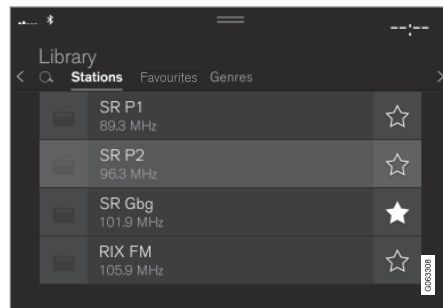 --:--
Library
Stations Favourites Genres
SR P1
89.3 MHz
SR P2
96.3 MHz
SR Gbg
101.9 MHz
RIX FM
105.9 MHz
G063308